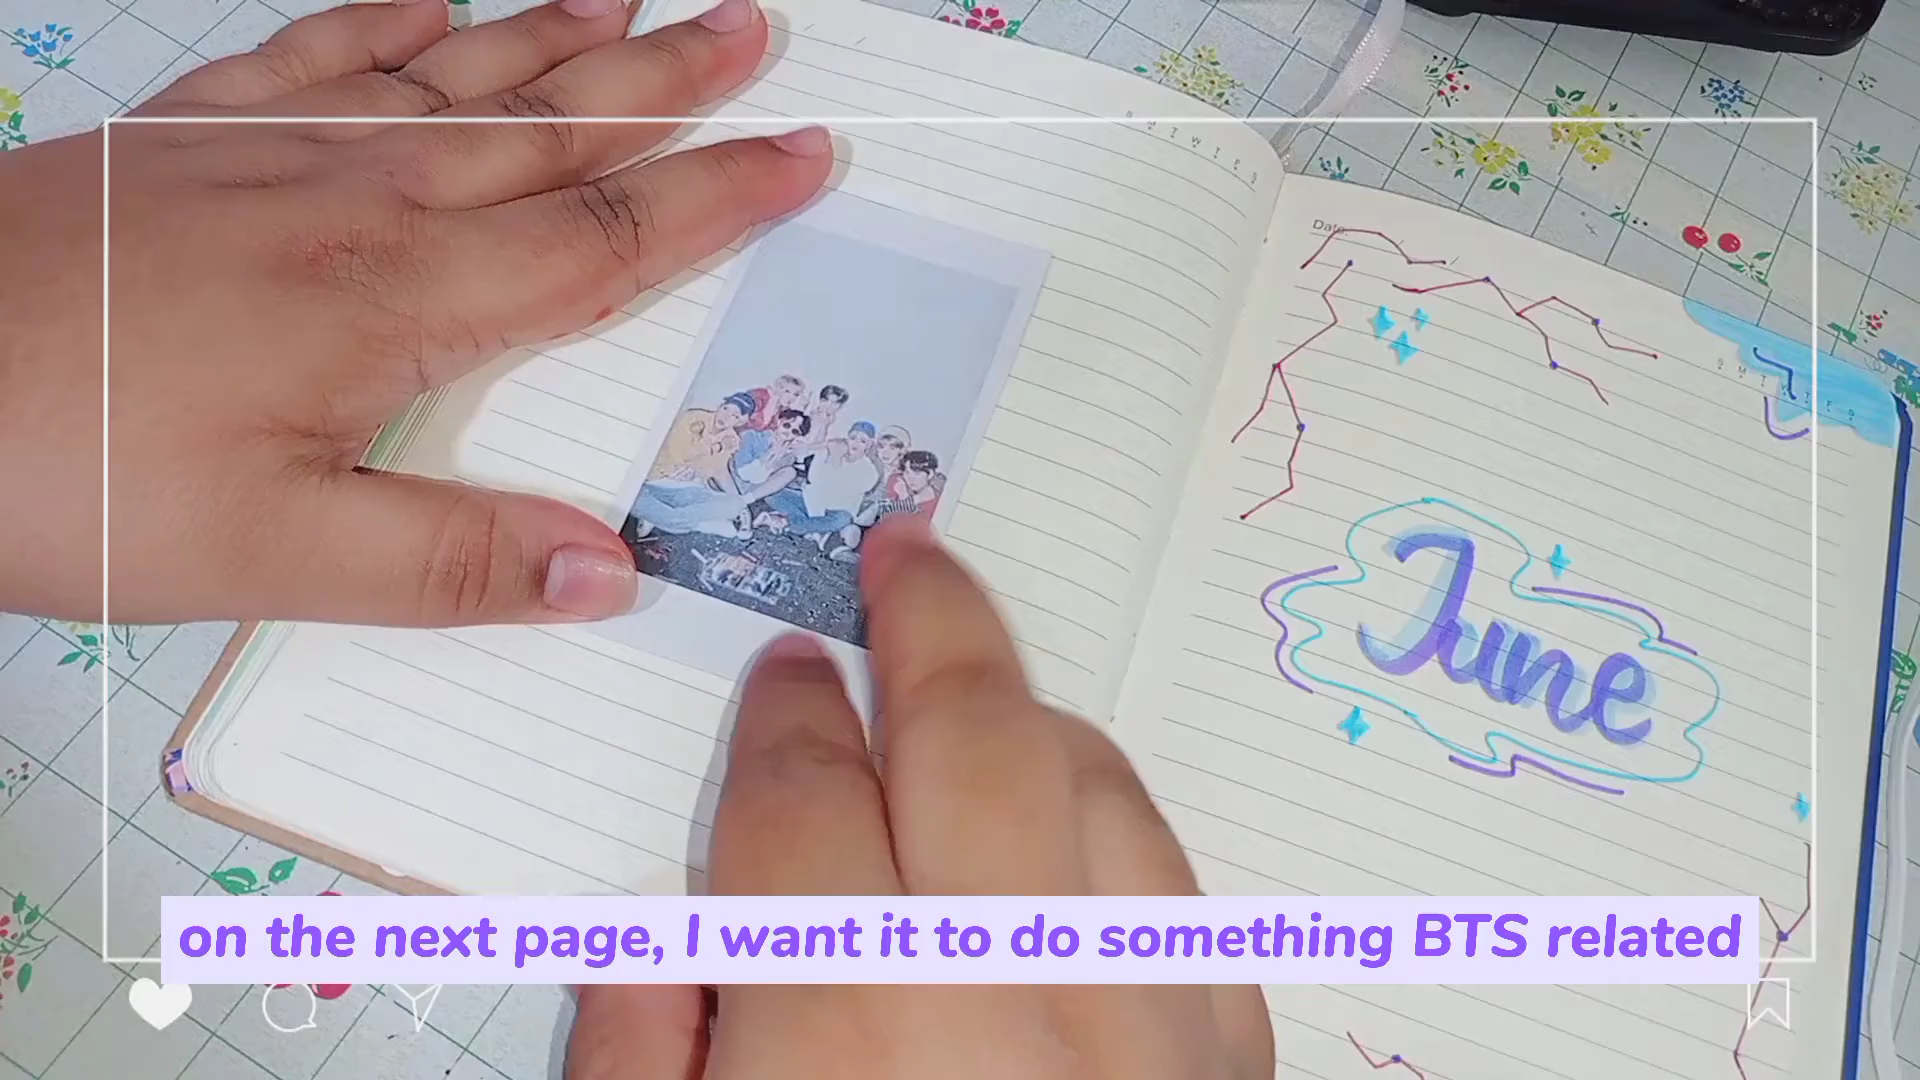 S M T W T F S
Date:
S M T W T F S
June
on the next page, I want it to do something BTS related